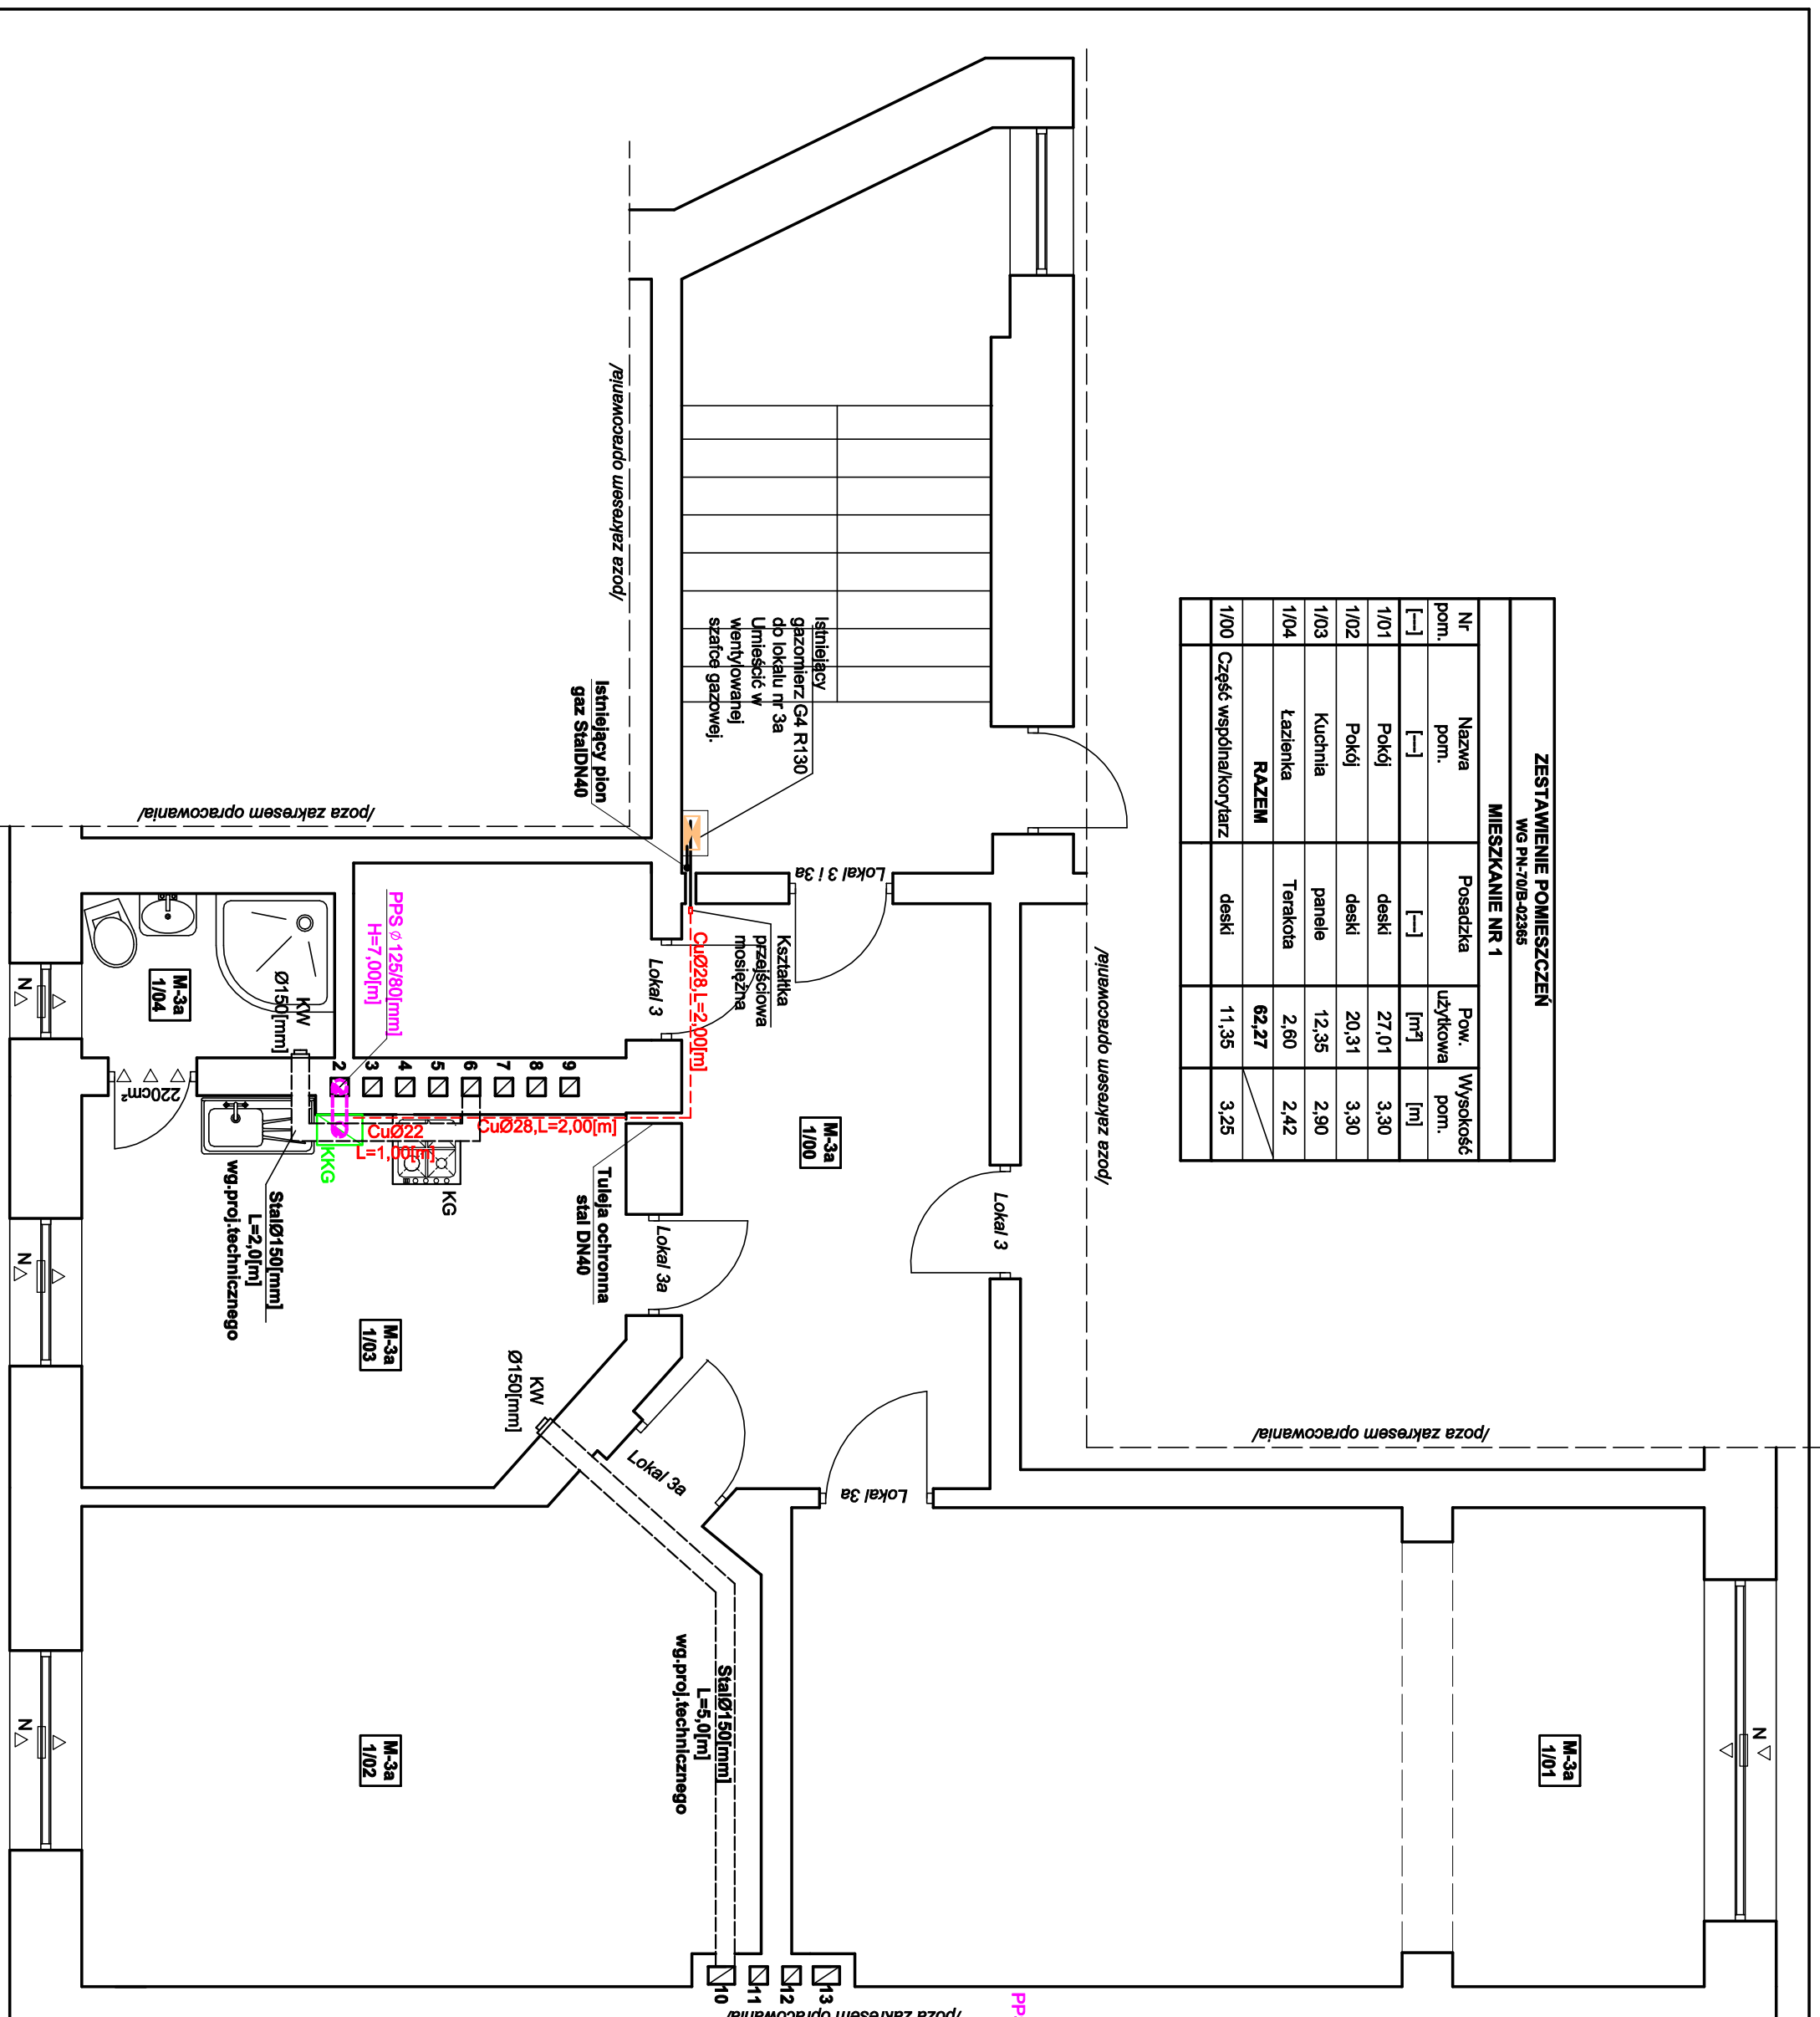 ZESTAWIENIE POMIESZCZEŃ
WG PN-70/B-02365
MIESZKANIE NR 1
Nr pom. Nazwa pom. Posadzka Pow. użytkowa Wysokość pom.
[---] [---] [---] [m²] [m]
1/01 Pokój deski 27,01 3,30
1/02 Pokój deski 20,31 3,30
1/03 Kuchnia panele 12,35 2,90
1/04 Łazienka Terakota 2,60 2,42
RAZEM 62,27
1/00 Część wspólna/korytarz deski 11,35 3,25
/poza zakresem opracowania/
/poza zakresem opracowania/
/poza zakresem opracowania/
/poza zakresem opracowania/
/poza zakresem opracowania/
Istniejący
gazomierz G4 R130
do lokalu nr 3a
Umieścić w
wentylowanej
szafce gazowej.
Istniejący pion
gaz StalDN40
Lokal 3 i 3a
Kształtka
przejściowa
mosiężna
CuØ28,L=2,00[m]
Lokal 3
Lokal 3
Lokal 3a
Lokal 3a
Lokal 3a
M-3a
1/00
M-3a
1/01
M-3a
1/02
M-3a
1/03
M-3a
1/04
PPS ⌀125/80[mm]
H=7,00[m]
KW
Ø150[mm]
2
3
4
5
6
7
8
9
220cm²
CuØ28,L=2,00[m]
CuØ22
L=1,00[m]
KKG
KG
Tuleja ochronna
stal DN40
StalØ150[mm]
L=2,0[m]
wg.proj.technicznego
KW
Ø150[mm]
StalØ150[mm]
L=5,0[m]
wg.proj.technicznego
N
N
N
N
10
11
12
13
PP